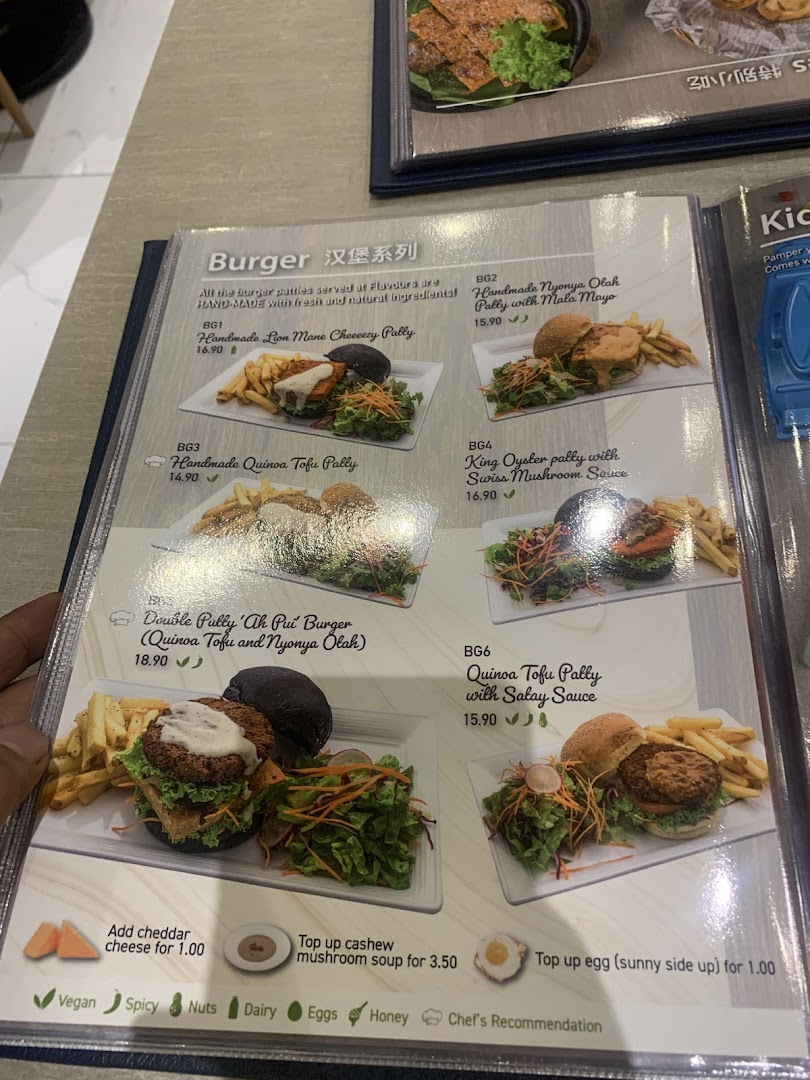 特别小吃
Burger 汉堡系列
All the burger patties served at Flavours are
HAND-MADE with fresh and natural ingredients!
BG1
Handmade Lion Mane Cheeeezy Patty
16.90
BG2
Handmade Nyonya Otah
Patty with Mala Mayo
15.90
BG3
Handmade Quinoa Tofu Patty
14.90
BG4
King Oyster patty with
Swiss Mushroom Sauce
16.90
BG5
Double Patty 'Ah Pui' Burger
(Quinoa Tofu and Nyonya Otah)
18.90
BG6
Quinoa Tofu Patty
with Satay Sauce
15.90
Add cheddar
cheese for 1.00
Top up cashew
mushroom soup for 3.50
Top up egg (sunny side up) for 1.00
Vegan Spicy Nuts Dairy Eggs Honey Chef's Recommendation
Pamper
Comes